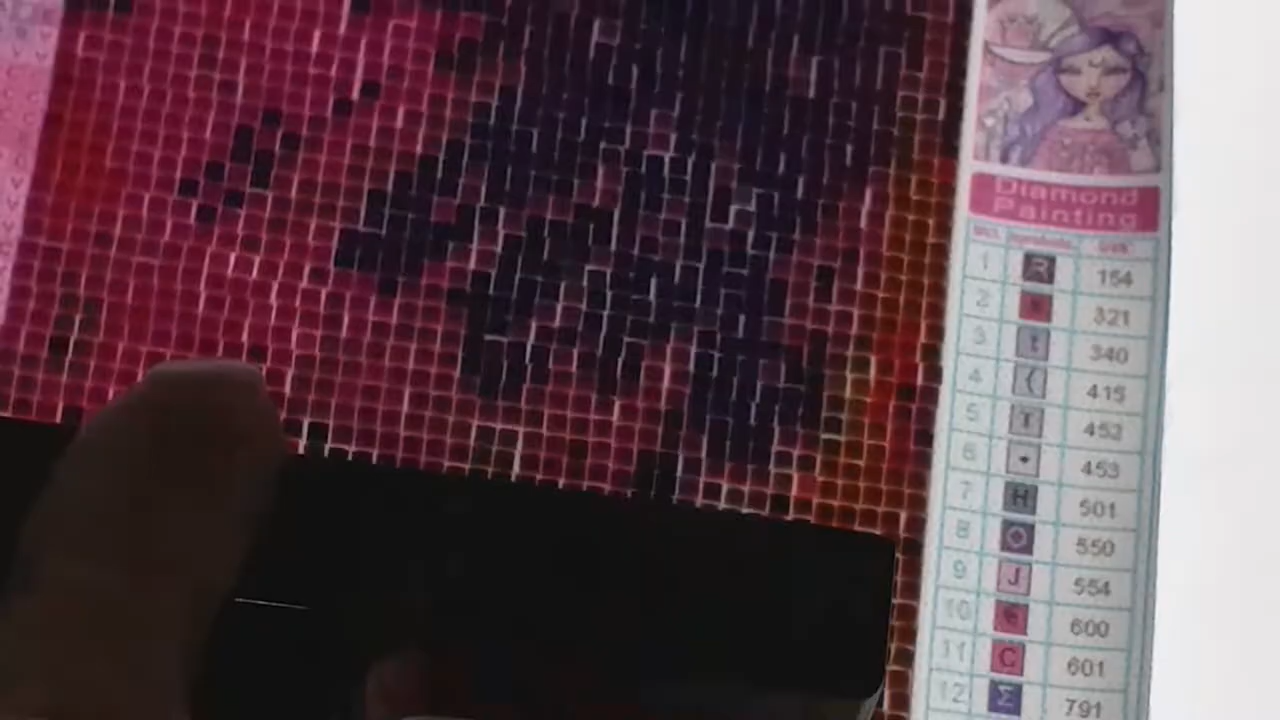 Diamond
Painting
1 R 154
2 321
3 t 340
4 ( 415
5 T 452
6 453
7 H 501
8 550
9 J 554
10 600
11 C 601
12 Σ 791